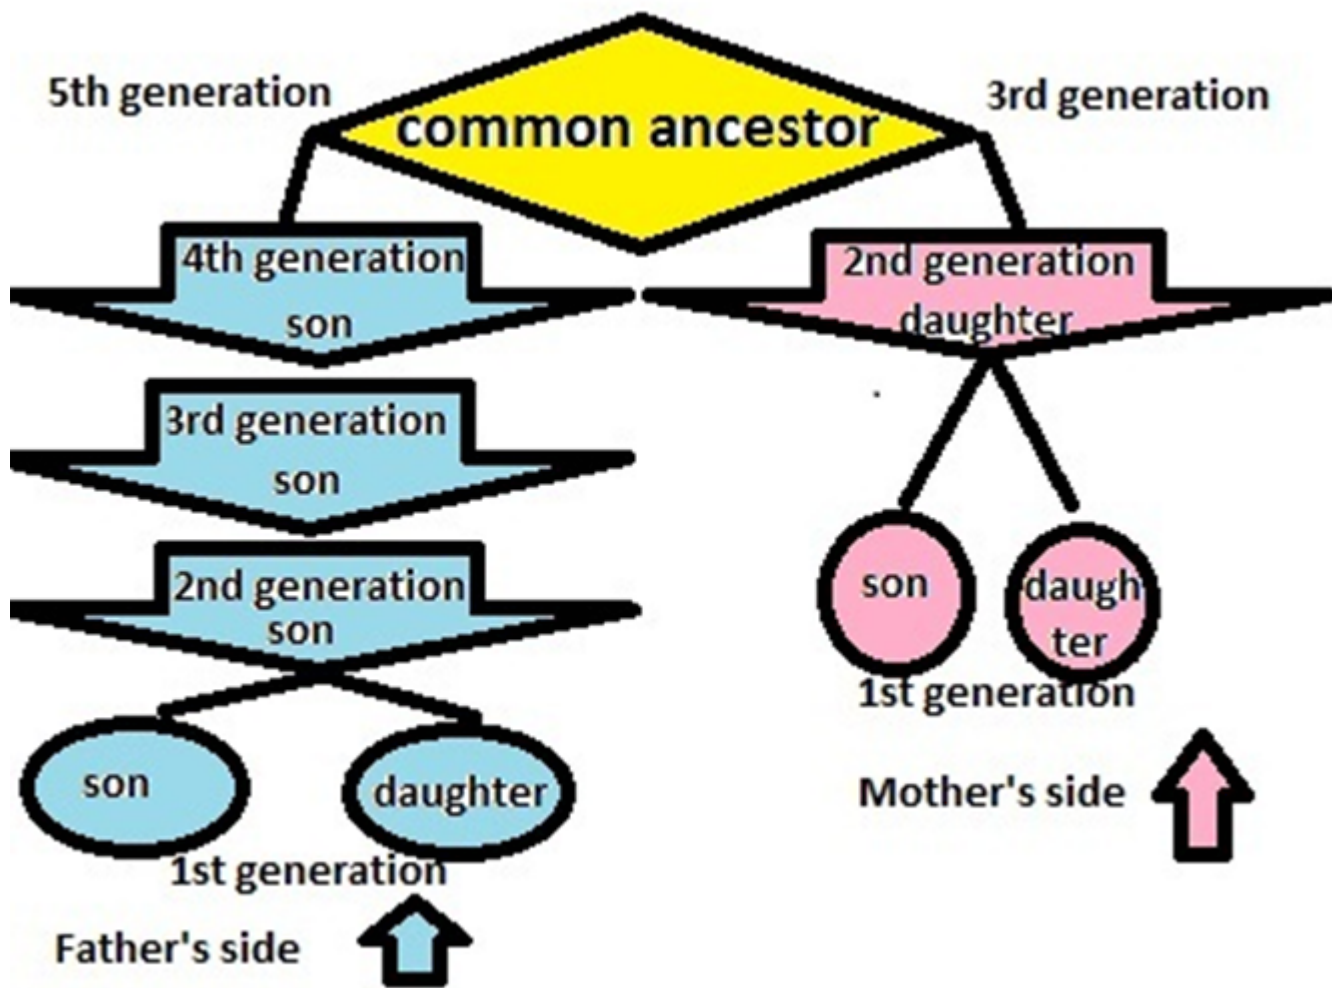 common ancestor
5th generation
4th generation
son
3rd generation
son
2nd generation
son
son
daughter
1st generation
Father's side
3rd generation
2nd generation
daughter
son
daugh
ter
1st generation
Mother's side